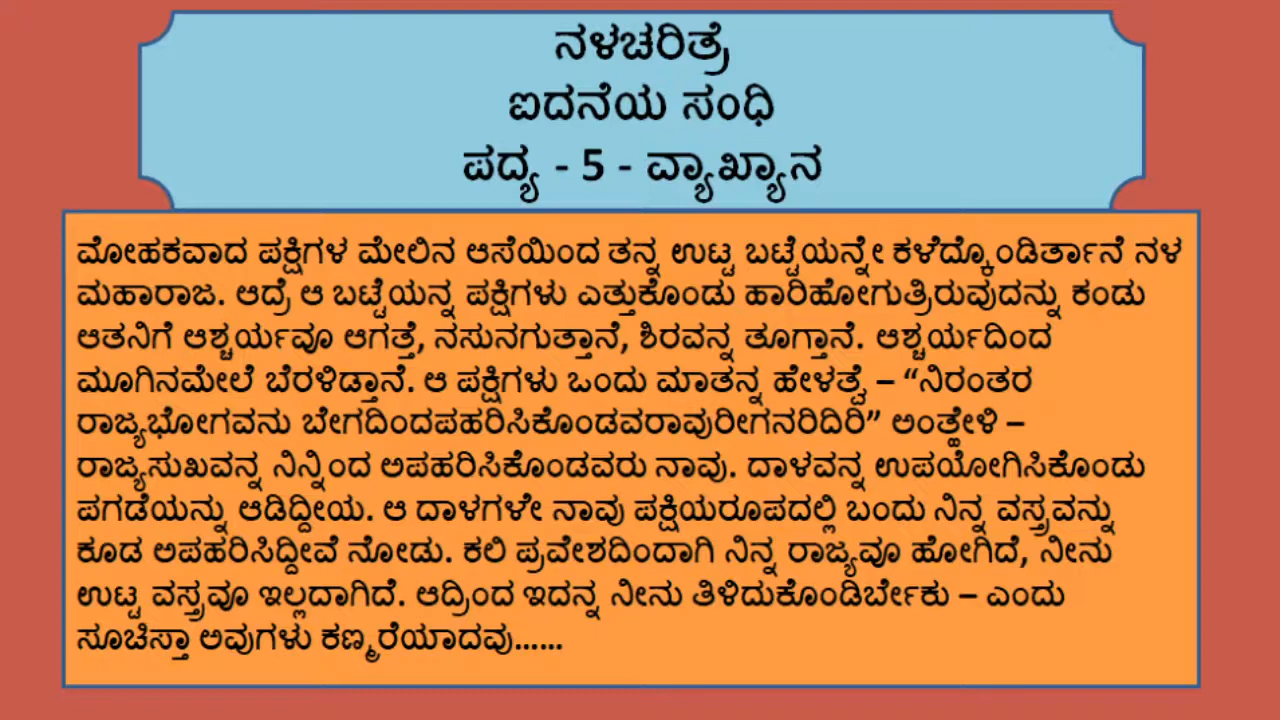 ನಳಚರಿತ್ರೆ
ಐದನೆಯ ಸಂಧಿ
ಪದ್ಯ - 5 - ವ್ಯಾಖ್ಯಾನ
ಮೋಹಕವಾದ ಪಕ್ಷಿಗಳ ಮೇಲಿನ ಆಸೆಯಿಂದ ತನ್ನ ಉಟ್ಟ ಬಟ್ಟೆಯನ್ನೇ ಕಳೆದ್ಕೊಂಡಿರ್ತಾನೆ ನಳ
ಮಹಾರಾಜ. ಆದ್ರೆ ಆ ಬಟ್ಟೆಯನ್ನ ಪಕ್ಷಿಗಳು ಎತ್ತುಕೊಂಡು ಹಾರಿಹೋಗುತ್ತಿರುವುದನ್ನು ಕಂಡು
ಆತನಿಗೆ ಆಶ್ಚರ್ಯವೂ ಆಗತ್ತೆ, ನಸುನಗುತ್ತಾನೆ, ಶಿರವನ್ನ ತೂಗ್ತಾನೆ. ಆಶ್ಚರ್ಯದಿಂದ
ಮೂಗಿನಮೇಲೆ ಬೆರಳಿಡ್ತಾನೆ. ಆ ಪಕ್ಷಿಗಳು ಒಂದು ಮಾತನ್ನ ಹೇಳತ್ವೆ – “ನಿರಂತರ
ರಾಜ್ಯಭೋಗವನು ಬೇಗದಿಂದಪಹರಿಸಿಕೊಂಡವರಾವುರೀಗನರಿದಿರಿ” ಅಂತ್ಹೇಳಿ –
ರಾಜ್ಯಸುಖವನ್ನ ನಿನ್ನಿಂದ ಅಪಹರಿಸಿಕೊಂಡವರು ನಾವು. ದಾಳವನ್ನ ಉಪಯೋಗಿಸಿಕೊಂಡು
ಪಗಡೆಯನ್ನು ಆಡಿದ್ದೀಯ. ಆ ದಾಳಗಳೇ ನಾವು ಪಕ್ಷಿಯರೂಪದಲ್ಲಿ ಬಂದು ನಿನ್ನ ವಸ್ತ್ರವನ್ನು
ಕೂಡ ಅಪಹರಿಸಿದ್ದೀವೆ ನೋಡು. ಕಲಿ ಪ್ರವೇಶದಿಂದಾಗಿ ನಿನ್ನ ರಾಜ್ಯವೂ ಹೋಗಿದೆ, ನೀನು
ಉಟ್ಟ ವಸ್ತ್ರವೂ ಇಲ್ಲದಾಗಿದೆ. ಆದ್ರಿಂದ ಇದನ್ನ ನೀನು ತಿಳಿದುಕೊಂಡಿರ್ಬೇಕು – ಎಂದು
ಸೂಚಿಸ್ತಾ ಅವುಗಳು ಕಣ್ಮರೆಯಾದವು......